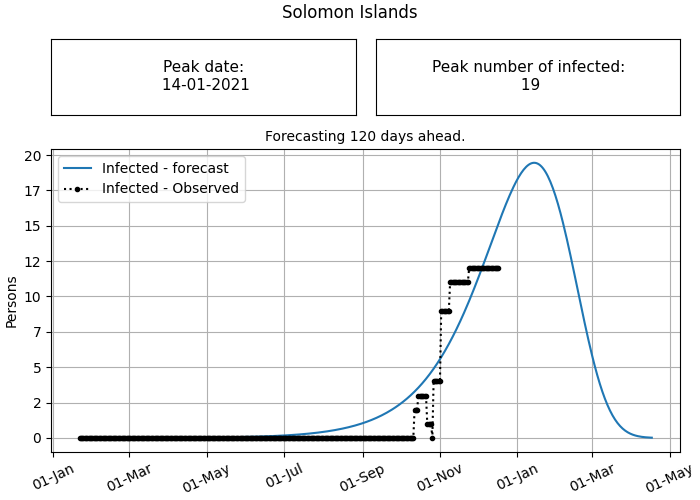 Solomon Islands
Peak date:
14-01-2021
Peak number of infected:
19
Forecasting 120 days ahead.
Infected - forecast
Infected - Observed
Persons
20
17
15
12
10
7
5
2
0
01-Jan
01-Mar
01-May
01-Jul
01-Sep
01-Nov
01-Jan
01-Mar
01-May